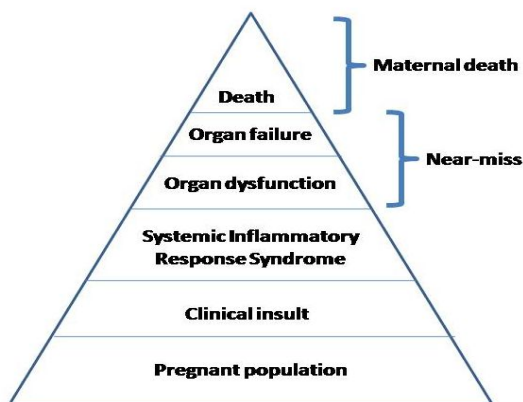 Maternal death
Death
Organ failure
Near-miss
Organ dysfunction
Systemic Inflammatory
Response Syndrome
Clinical insult
Pregnant population